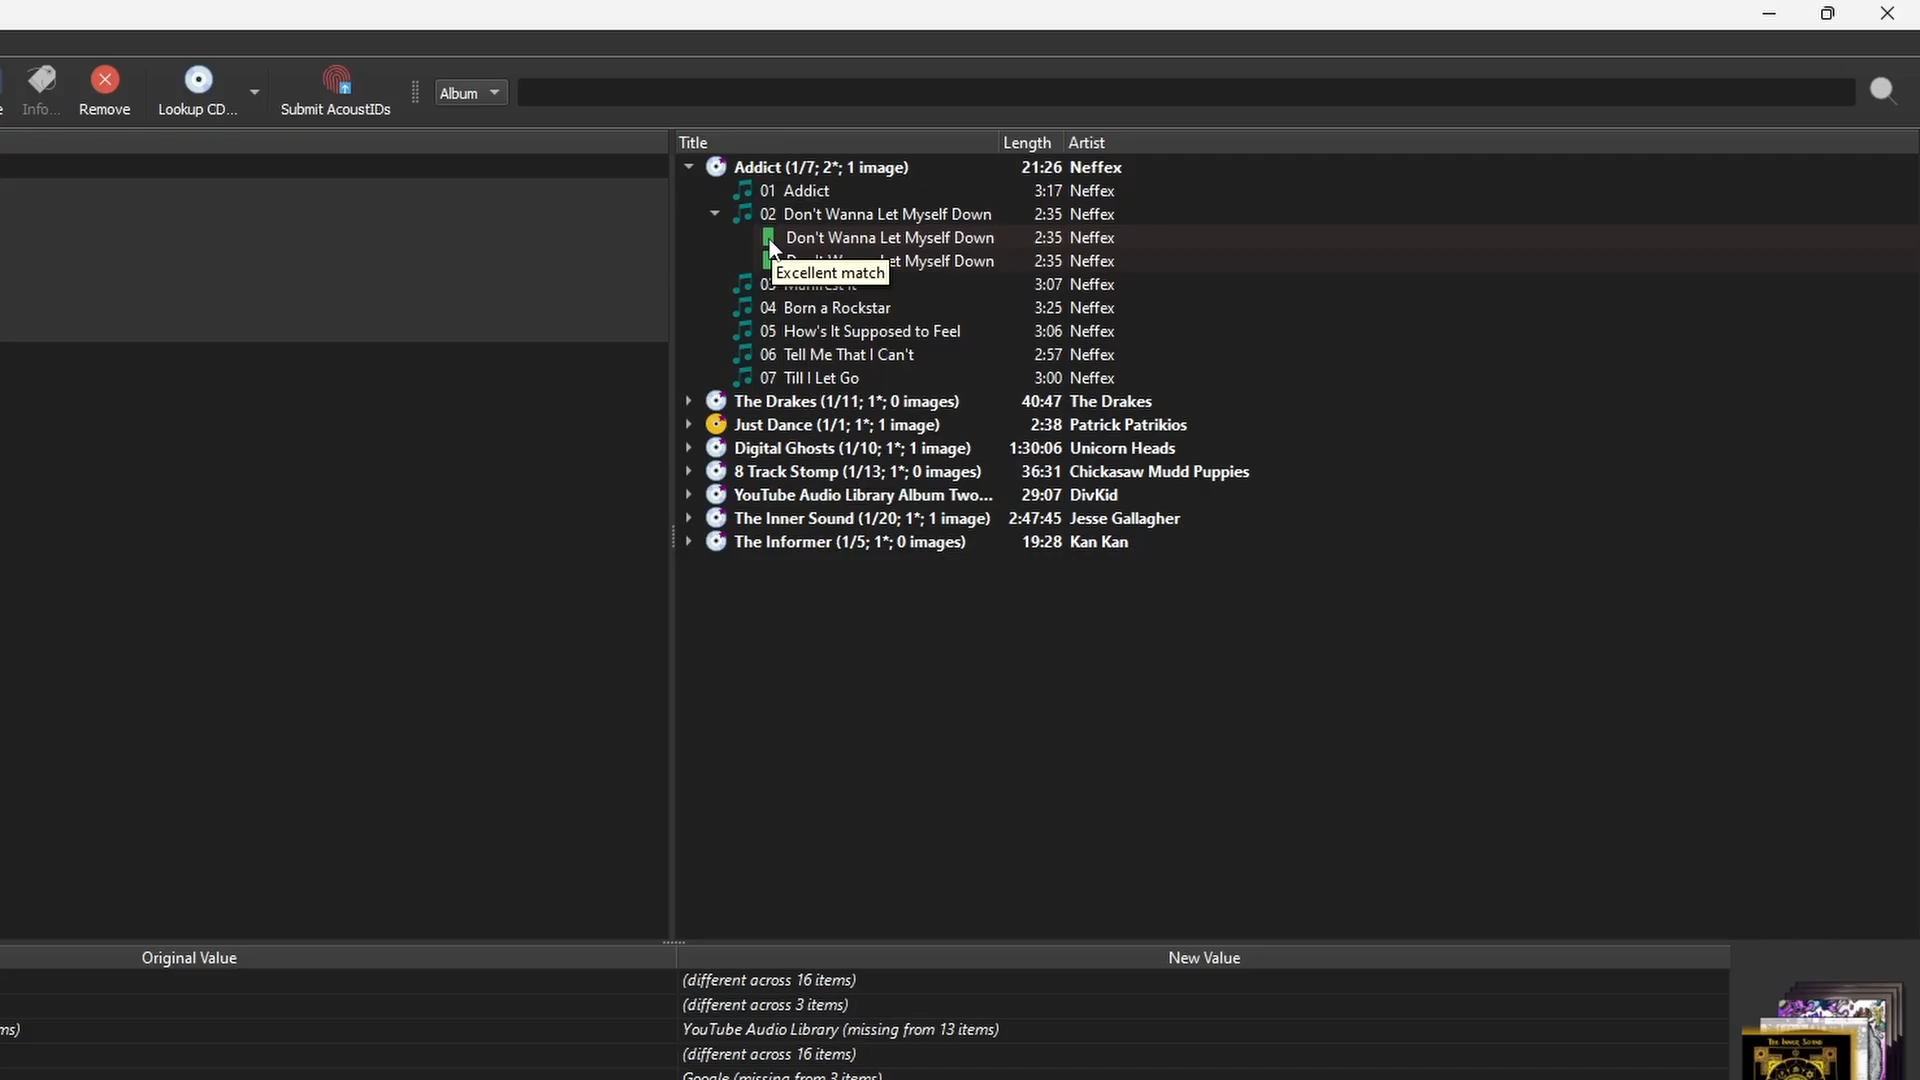 Info... Remove Lookup CD... Submit AcoustIDs Album
Title Length Artist
Addict (1/7; 2*; 1 image) 21:26 Neffex
01 Addict 3:17 Neffex
02 Don't Wanna Let Myself Down 2:35 Neffex
Don't Wanna Let Myself Down 2:35 Neffex
et Myself Down 2:35 Neffex
Excellent match
3:07 Neffex
04 Born a Rockstar 3:25 Neffex
05 How's It Supposed to Feel 3:06 Neffex
06 Tell Me That I Can't 2:57 Neffex
07 Till I Let Go 3:00 Neffex
The Drakes (1/11; 1*; 0 images) 40:47 The Drakes
Just Dance (1/1; 1*; 1 image) 2:38 Patrick Patrikios
Digital Ghosts (1/10; 1*; 1 image) 1:30:06 Unicorn Heads
8 Track Stomp (1/13; 1*; 0 images) 36:31 Chickasaw Mudd Puppies
YouTube Audio Library Album Two... 29:07 DivKid
The Inner Sound (1/20; 1*; 1 image) 2:47:45 Jesse Gallagher
The Informer (1/5; 1*; 0 images) 19:28 Kan Kan
Original Value New Value
(different across 16 items)
(different across 3 items)
ms) YouTube Audio Library (missing from 13 items)
(different across 16 items)
Google (missing from 3 items)
The Inner Sound